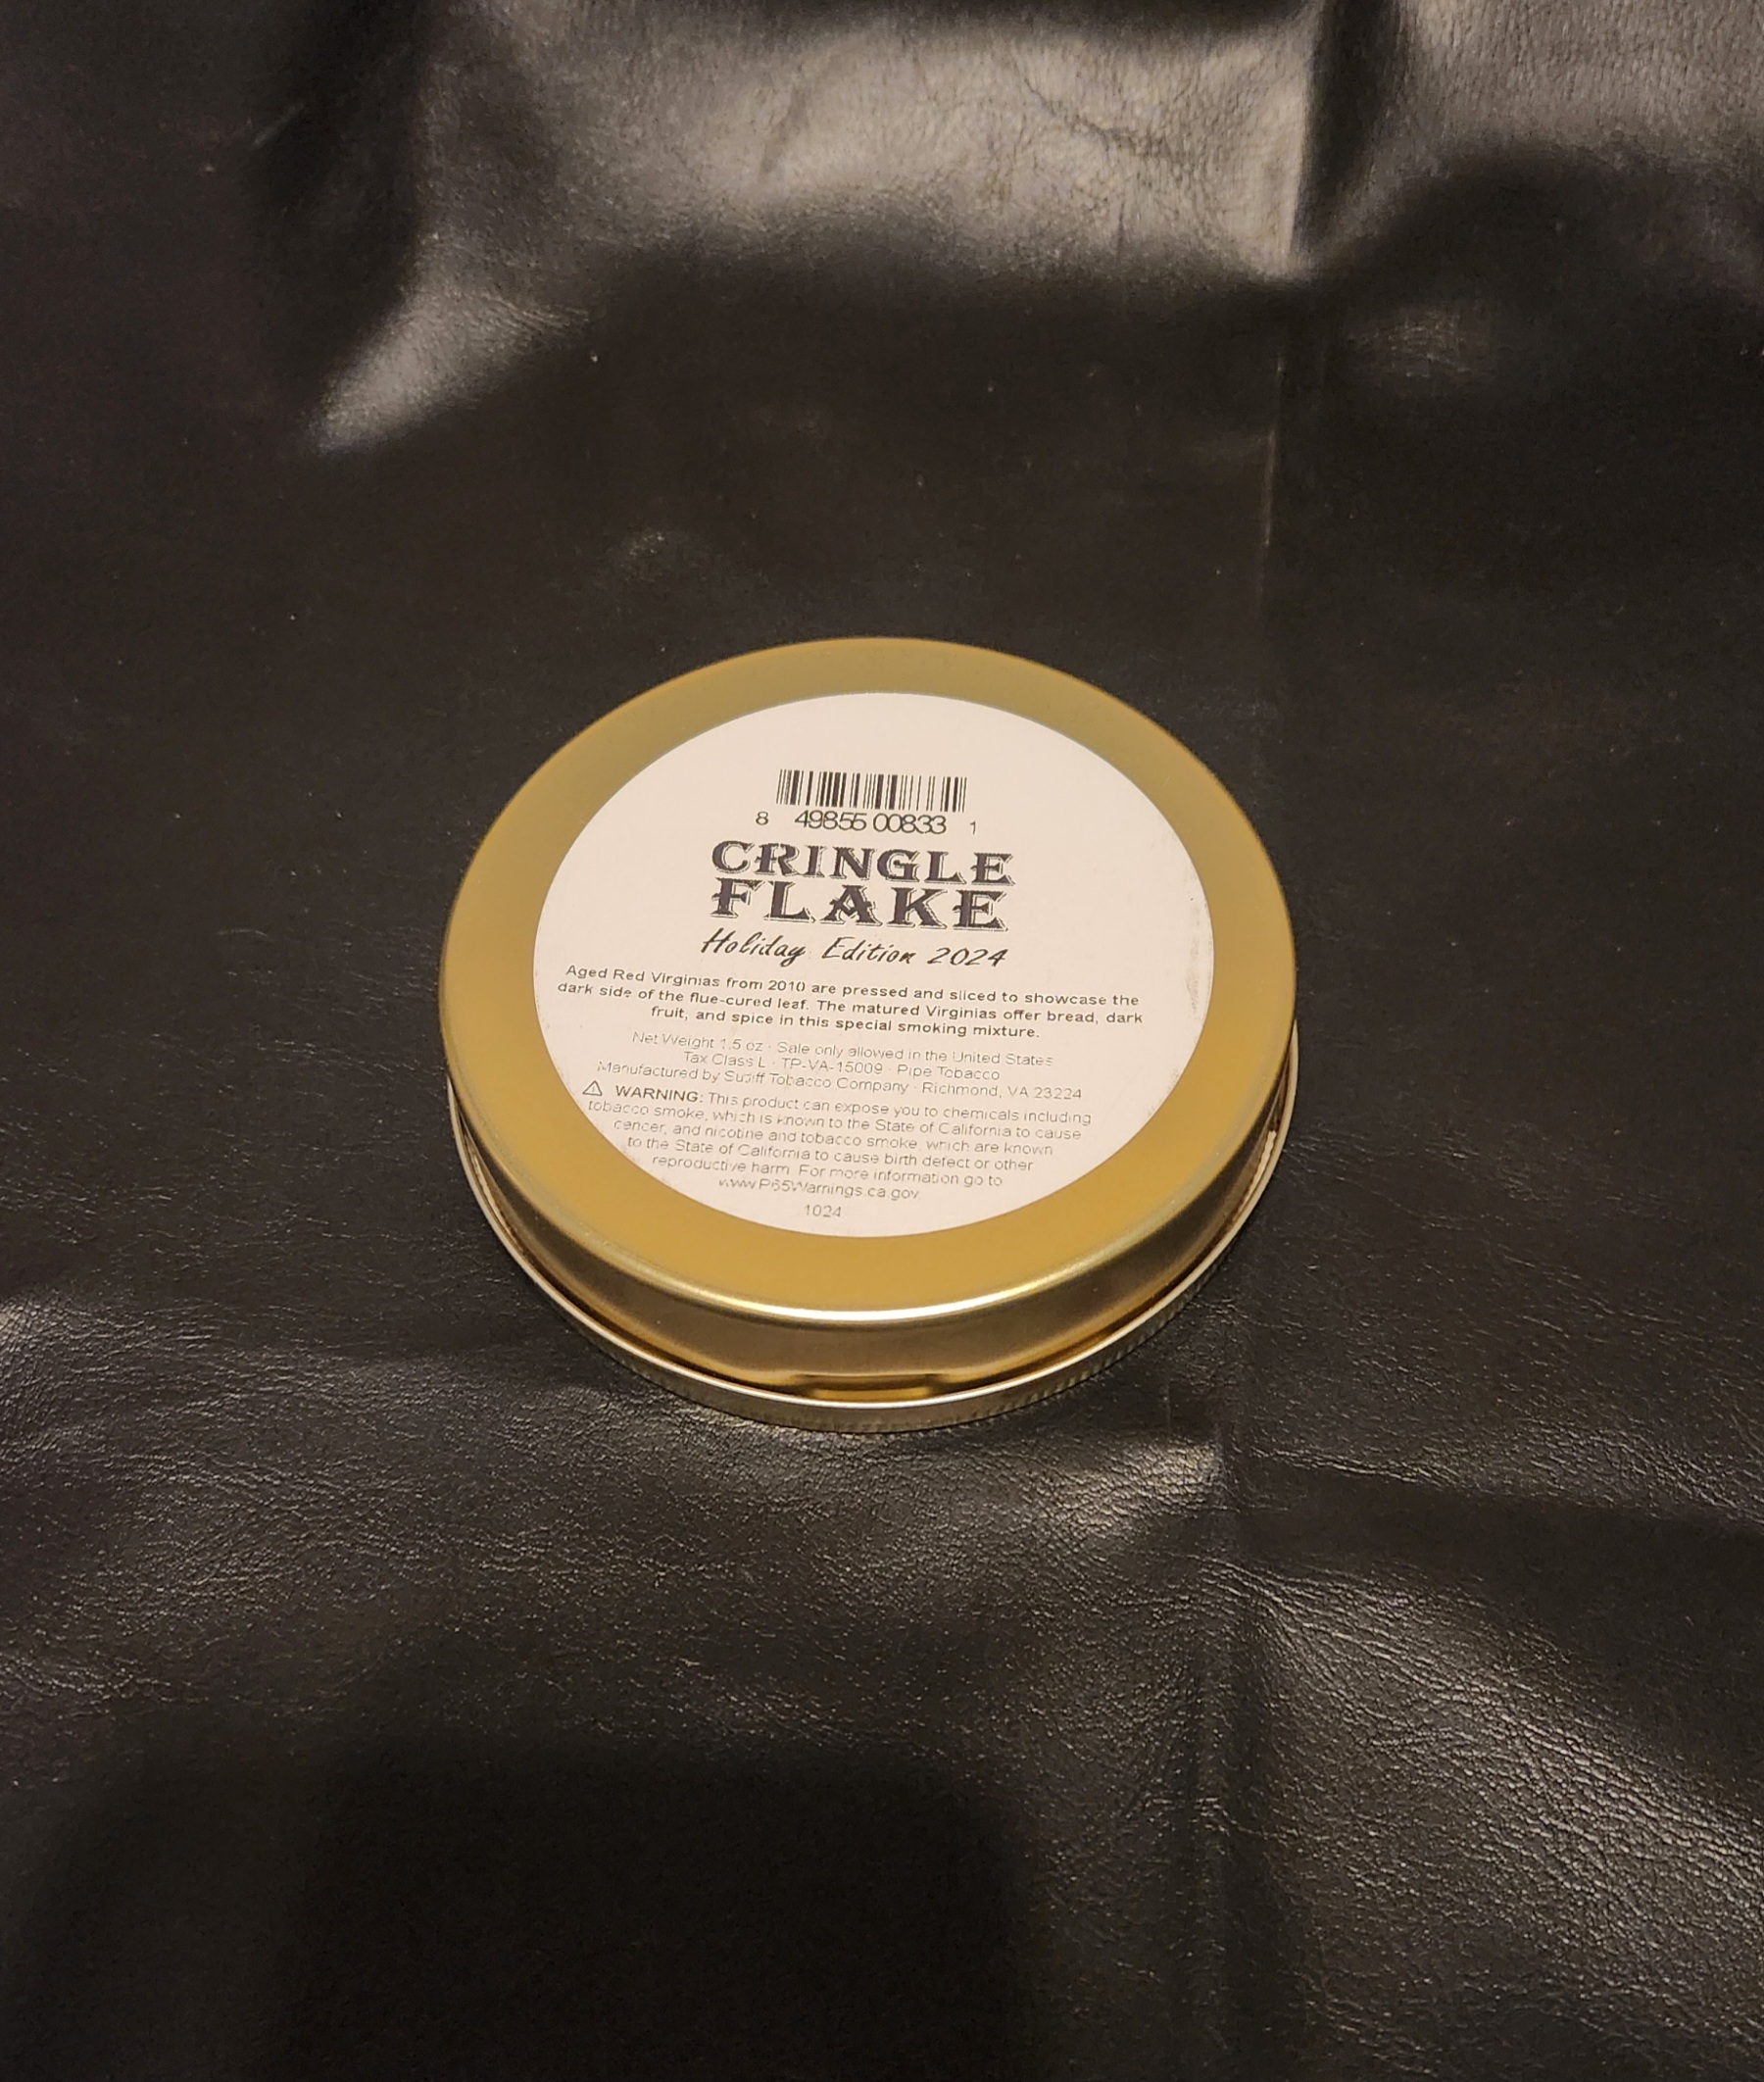 8 49855 00833 1
CRINGLE
FLAKE
Holiday Edition 2024
Aged Red Virginias from 2010 are pressed and sliced to showcase the
dark side of the flue-cured leaf. The matured Virginias offer bread, dark
fruit, and spice in this special smoking mixture.
Net Weight 1.5 oz · Sale only allowed in the United States
Tax Class L · TP-VA-15009 · Pipe Tobacco
Manufactured by Sutliff Tobacco Company · Richmond, VA 23224
⚠ WARNING: This product can expose you to chemicals including
tobacco smoke, which is known to the State of California to cause
cancer, and nicotine and tobacco smoke, which are known
to the State of California to cause birth defect or other
reproductive harm. For more information go to
www.P65Warnings.ca.gov.
1024